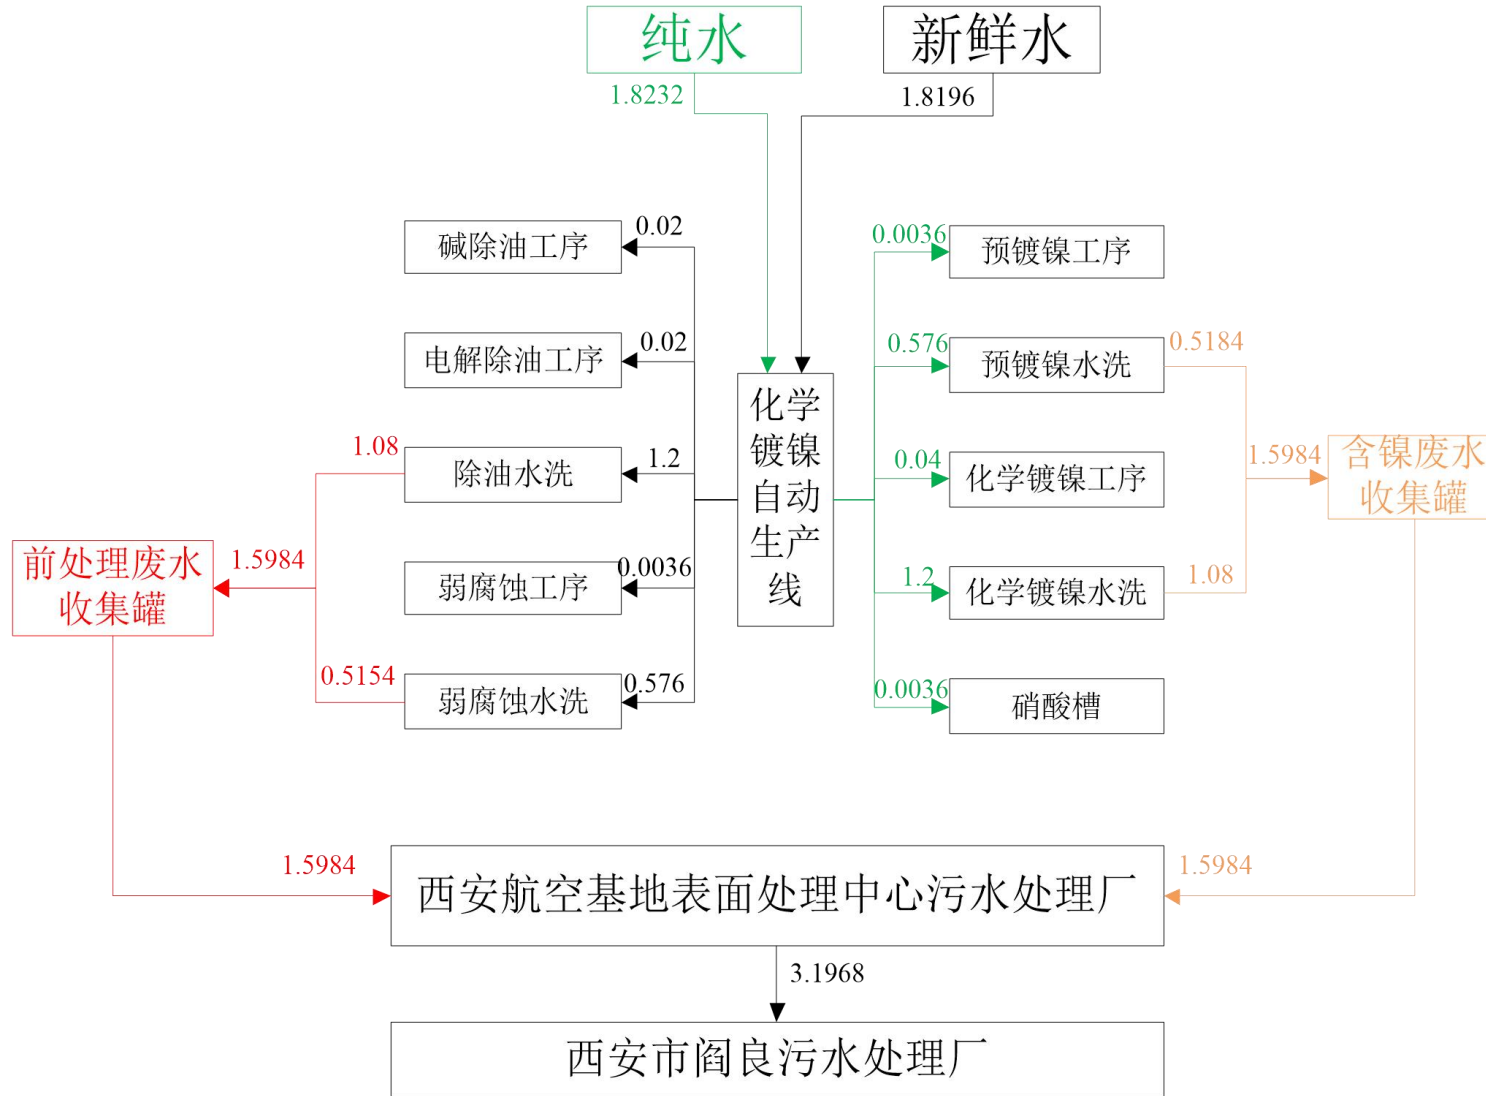 纯水
新鲜水
1.8232
1.8196
碱除油工序
0.02
0.0036
预镀镍工序
电解除油工序
0.02
0.576
预镀镍水洗
0.5184
化学
镀镍
自动
生产
线
1.08
除油水洗
1.2
0.04
化学镀镍工序
1.5984
含镍废水
收集罐
前处理废水
收集罐
1.5984
弱腐蚀工序
0.0036
1.2
化学镀镍水洗
1.08
0.5154
弱腐蚀水洗
0.576
0.0036
硝酸槽
1.5984
西安航空基地表面处理中心污水处理厂
1.5984
3.1968
西安市阎良污水处理厂